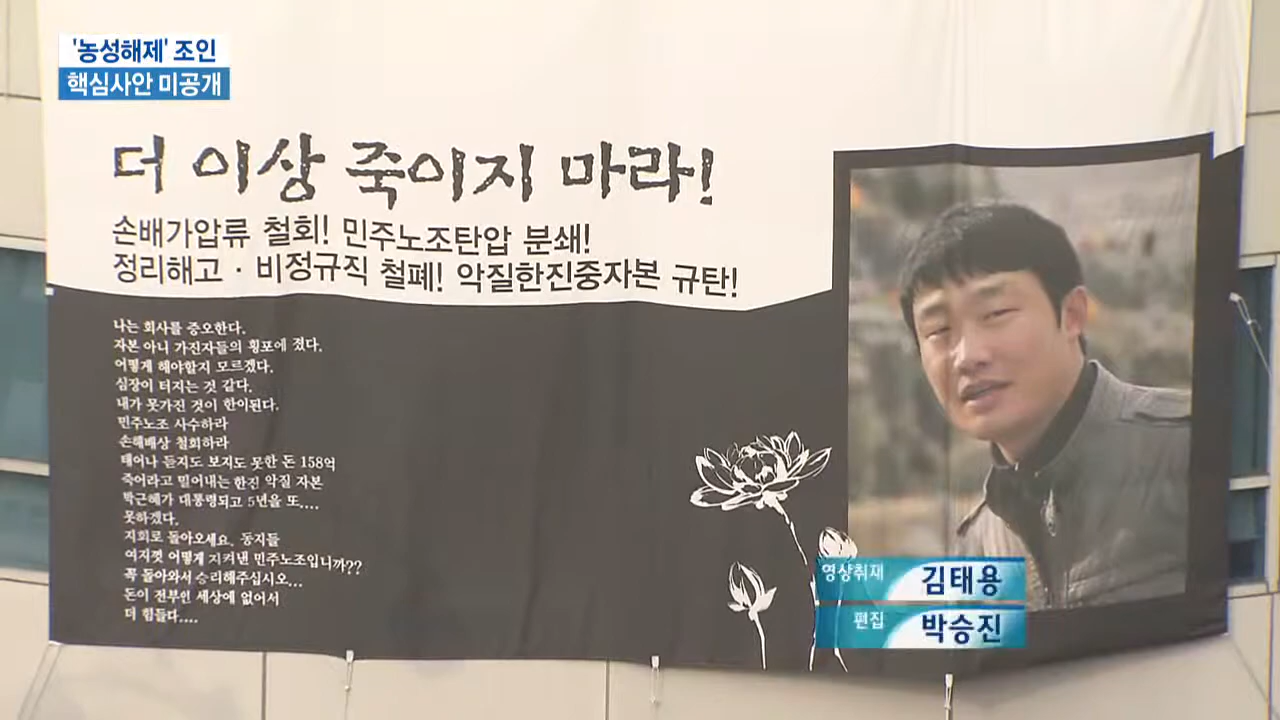 '농성해제' 조인
핵심사안 미공개
더 이상 죽이지 마라!
손배가압류 철회! 민주노조탄압 분쇄!
정리해고 · 비정규직 철폐! 악질한진중자본 규탄!
나는 회사를 증오한다.
자본 아니 가진자들의 횡포에 졌다.
어떻게 해야할지 모르겠다.
심장이 터지는 것 같다.
내가 못가진 것이 한이된다.
민주노조 사수하라
손해배상 철회하라
태어나 듣지도 보지도 못한 돈 158억
죽어라고 밀어내는 한진 악질 자본
박근혜가 대통령되고 5년을 또....
못하겠다.
지회로 돌아오세요. 동지들
여지껏 어떻게 지켜낸 민주노조입니까??
꼭 돌아와서 승리해주십시오...
돈이 전부인 세상에 없어서
더 힘들다....
영상취재 김태용
편집 박승진